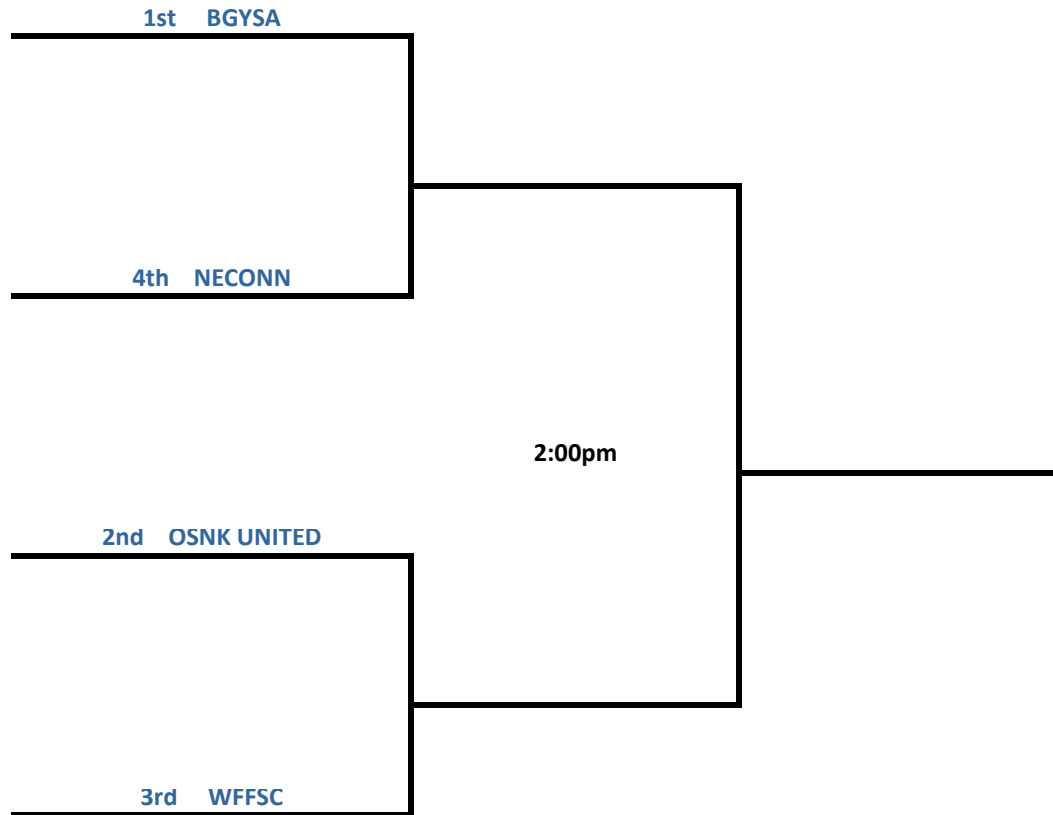 1st BGYSA
4th NECONN
2:00pm
2nd OSNK UNITED
3rd WFFSC